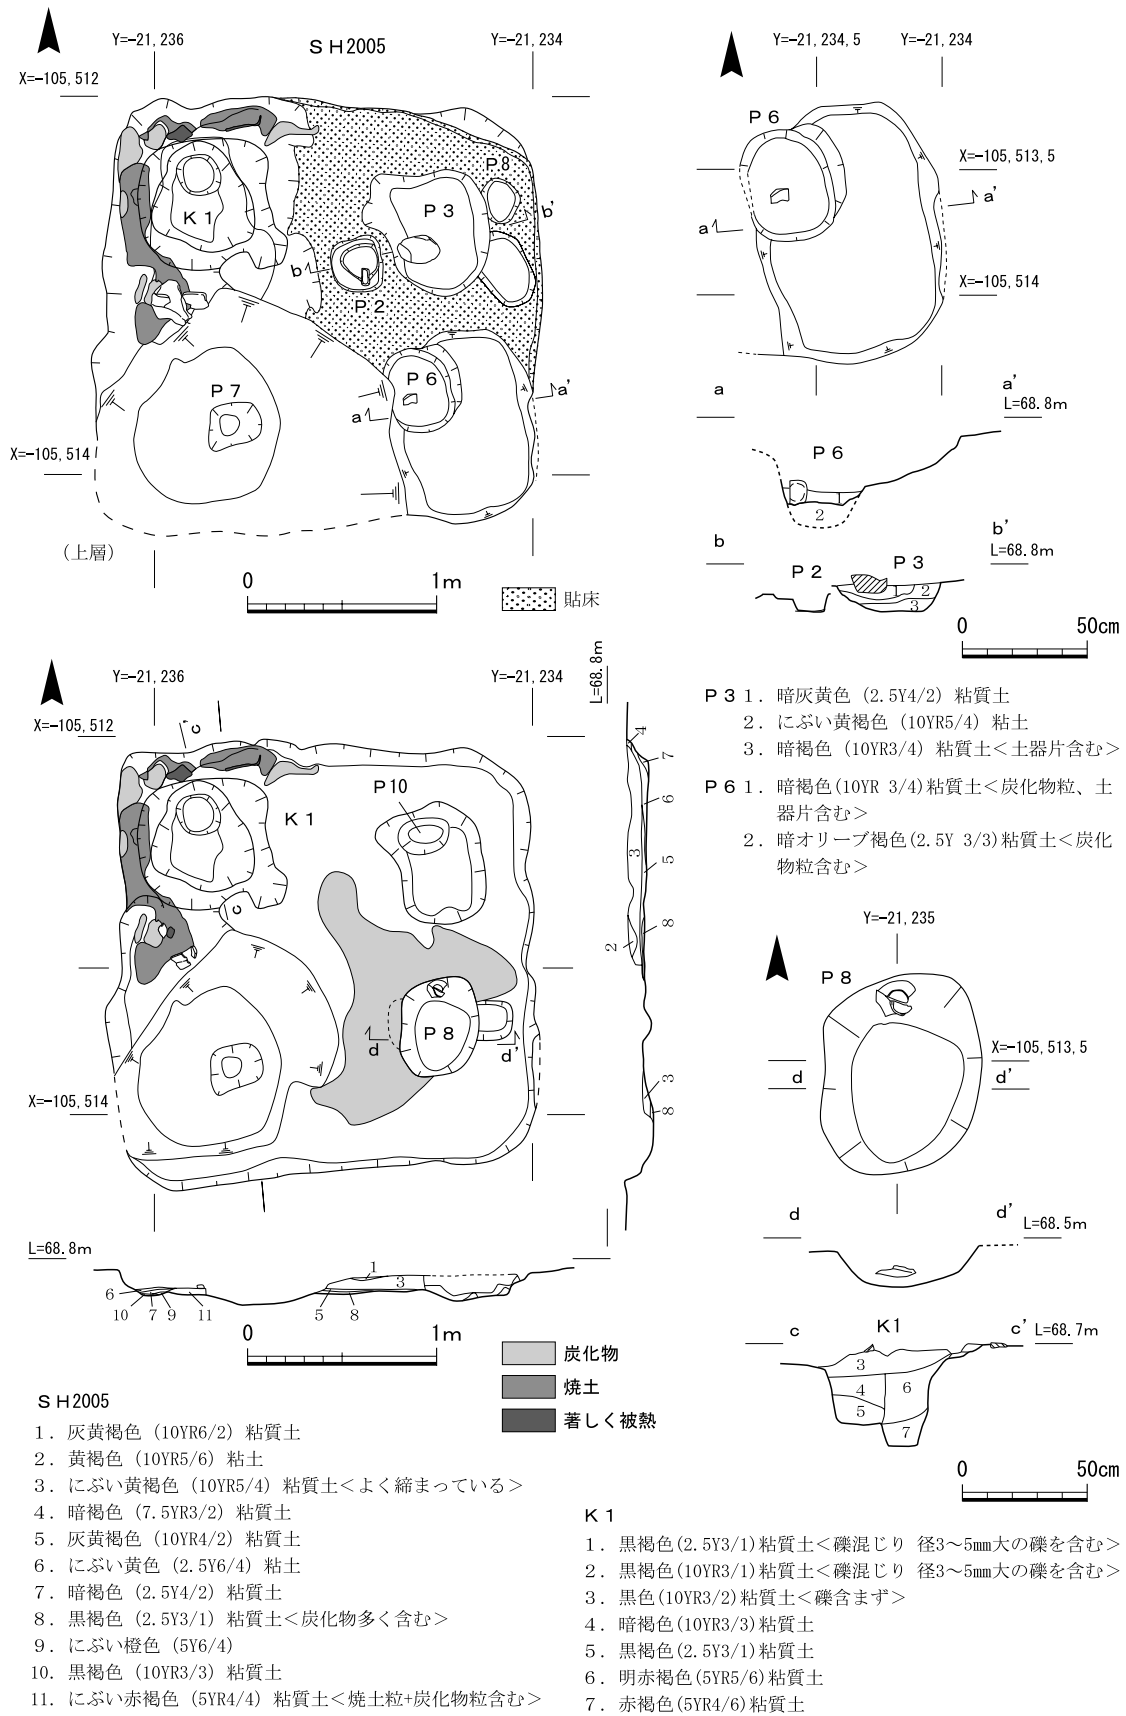 Y=-21,236
SH2005
Y=-21,234
X=-105,512
P8
P3
K1
b'
b
P2
P7
P6
a'
a
X=-105,514
(上層)
0
1m
貼床
Y=-21,234,5
Y=-21,234
P6
X=-105,513,5
a'
a
X=-105,514
a
a'
L=68.8m
P6
2
b
b'
L=68.8m
P2
P3
1
2
3
0
50cm
P3 1. 暗灰黄色 (2.5Y4/2) 粘質土
2. にぶい黄褐色 (10YR5/4) 粘土
3. 暗褐色 (10YR3/4) 粘質土<土器片含む>
P6 1. 暗褐色(10YR 3/4)粘質土<炭化物粒、土
器片含む>
2. 暗オリーブ褐色(2.5Y 3/3)粘質土<炭化
物粒含む>
Y=-21,236
Y=-21,234
L=68.8m
X=-105,512
c'
P10
K1
c
P8
d
d'
X=-105,514
4
7
6
3
5
8
2
3
8
L=68.8m
1
3
6
10
7
9
11
5
8
0
1m
炭化物
焼土
著しく被熱
Y=-21,235
P8
X=-105,513,5
d
d'
d
d'
L=68.5m
c
K1
c'
L=68.7m
3
4
6
5
7
0
50cm
SH2005
1. 灰黄褐色 (10YR6/2) 粘質土
2. 黄褐色 (10YR5/6) 粘土
3. にぶい黄褐色 (10YR5/4) 粘質土<よく締まっている>
4. 暗褐色 (7.5YR3/2) 粘質土
5. 灰黄褐色 (10YR4/2) 粘質土
6. にぶい黄色 (2.5Y6/4) 粘土
7. 暗褐色 (2.5Y4/2) 粘質土
8. 黒褐色 (2.5Y3/1) 粘質土<炭化物多く含む>
9. にぶい橙色 (5Y6/4)
10. 黒褐色 (10YR3/3) 粘質土
11. にぶい赤褐色 (5YR4/4) 粘質土<焼土粒+炭化物粒含む>
K1
1. 黒褐色(2.5Y3/1)粘質土<礫混じり 径3～5mm大の礫を含む>
2. 黒褐色(10YR3/1)粘質土<礫混じり 径3～5mm大の礫を含む>
3. 黒色(10YR3/2)粘質土<礫含まず>
4. 暗褐色(10YR3/3)粘質土
5. 黒褐色(2.5Y3/1)粘質土
6. 明赤褐色(5YR5/6)粘質土
7. 赤褐色(5YR4/6)粘質土